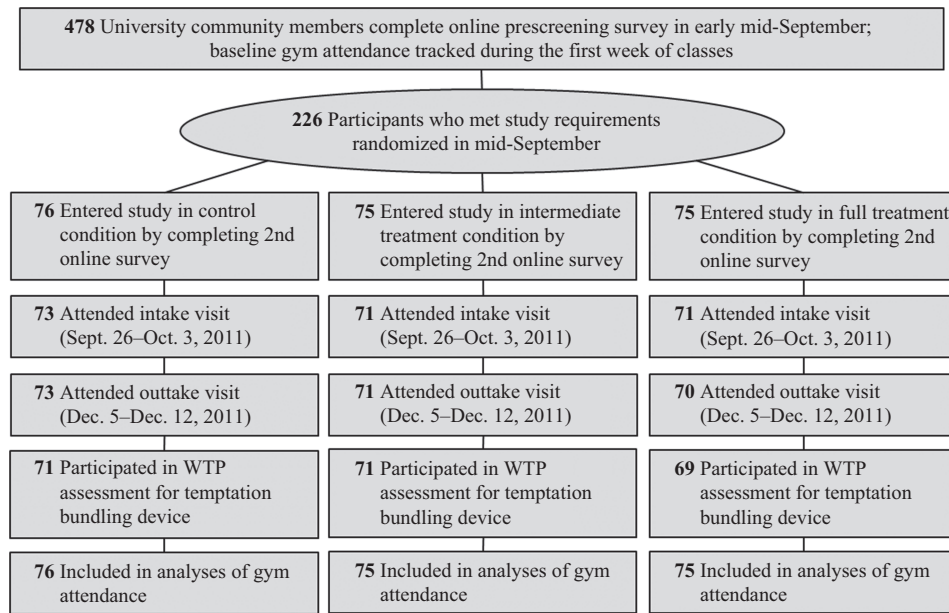 478 University community members complete online prescreening survey in early mid-September;
baseline gym attendance tracked during the first week of classes
226 Participants who met study requirements
randomized in mid-September
76 Entered study in control
condition by completing 2nd
online survey
75 Entered study in intermediate
treatment condition by
completing 2nd online survey
75 Entered study in full treatment
condition by completing 2nd
online survey
73 Attended intake visit
(Sept. 26–Oct. 3, 2011)
71 Attended intake visit
(Sept. 26–Oct. 3, 2011)
71 Attended intake visit
(Sept. 26–Oct. 3, 2011)
73 Attended outtake visit
(Dec. 5–Dec. 12, 2011)
71 Attended outtake visit
(Dec. 5–Dec. 12, 2011)
70 Attended outtake visit
(Dec. 5–Dec. 12, 2011)
71 Participated in WTP
assessment for temptation
bundling device
71 Participated in WTP
assessment for temptation
bundling device
69 Participated in WTP
assessment for temptation
bundling device
76 Included in analyses of gym
attendance
75 Included in analyses of gym
attendance
75 Included in analyses of gym
attendance